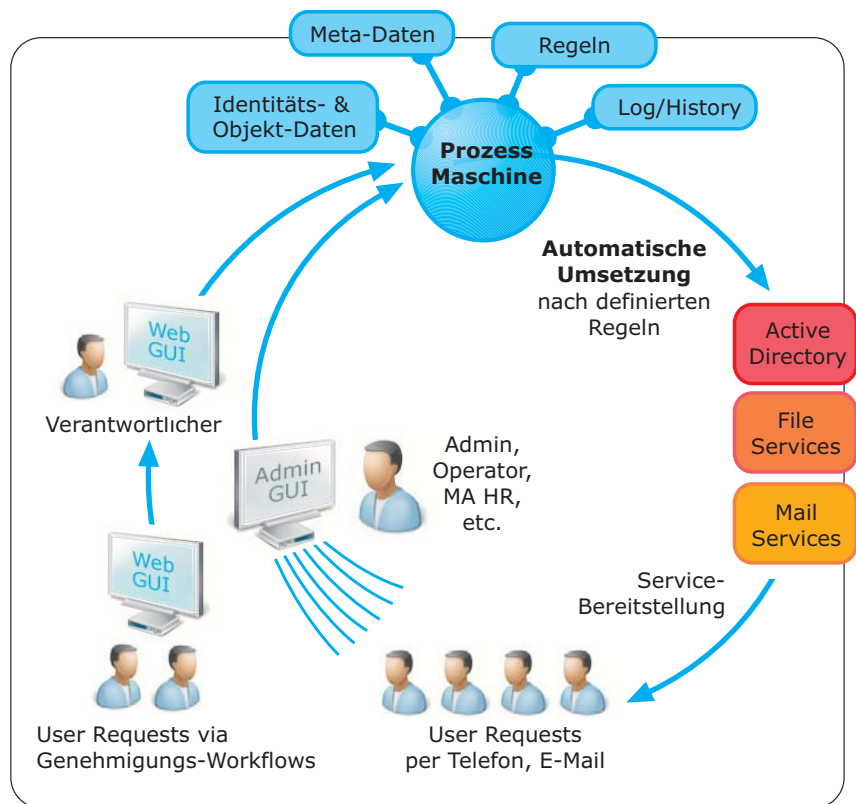 Meta-Daten
Regeln
Identitäts- &
Objekt-Daten
Log/History
Prozess
Maschine
Automatische
Umsetzung
nach definierten
Regeln
Web
GUI
Verantwortlicher
Active
Directory
File
Services
Mail
Services
Admin
GUI
Admin,
Operator,
MA HR,
etc.
Web
GUI
Service-
Bereitstellung
User Requests via
Genehmigungs-Workflows
User Requests
per Telefon, E-Mail